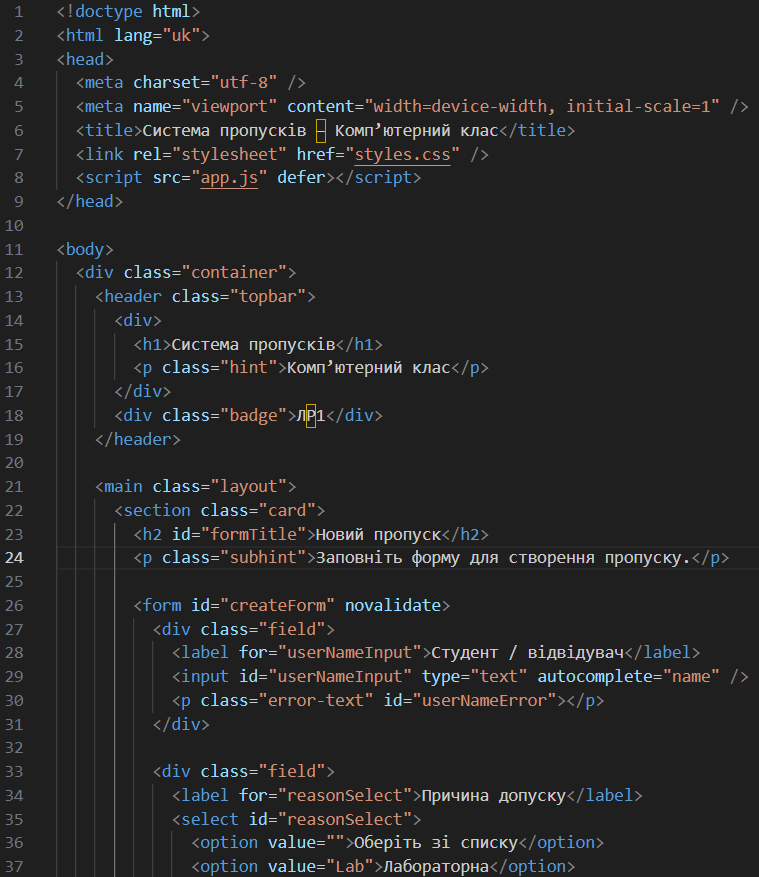 1 <!doctype html>
2 <html lang="uk">
3 <head>
4 <meta charset="utf-8" />
5 <meta name="viewport" content="width=device-width, initial-scale=1" />
6 <title>Система пропусків – Комп’ютерний клас</title>
7 <link rel="stylesheet" href="styles.css" />
8 <script src="app.js" defer></script>
9 </head>
10
11 <body>
12 <div class="container">
13 <header class="topbar">
14 <div>
15 <h1>Система пропусків</h1>
16 <p class="hint">Комп’ютерний клас</p>
17 </div>
18 <div class="badge">ЛР1</div>
19 </header>
20
21 <main class="layout">
22 <section class="card">
23 <h2 id="formTitle">Новий пропуск</h2>
24 <p class="subhint">Заповніть форму для створення пропуску.</p>
25
26 <form id="createForm" novalidate>
27 <div class="field">
28 <label for="userNameInput">Студент / відвідувач</label>
29 <input id="userNameInput" type="text" autocomplete="name" />
30 <p class="error-text" id="userNameError"></p>
31 </div>
32
33 <div class="field">
34 <label for="reasonSelect">Причина допуску</label>
35 <select id="reasonSelect">
36 <option value="">Оберіть зі списку</option>
37 <option value="Lab">Лабораторна</option>